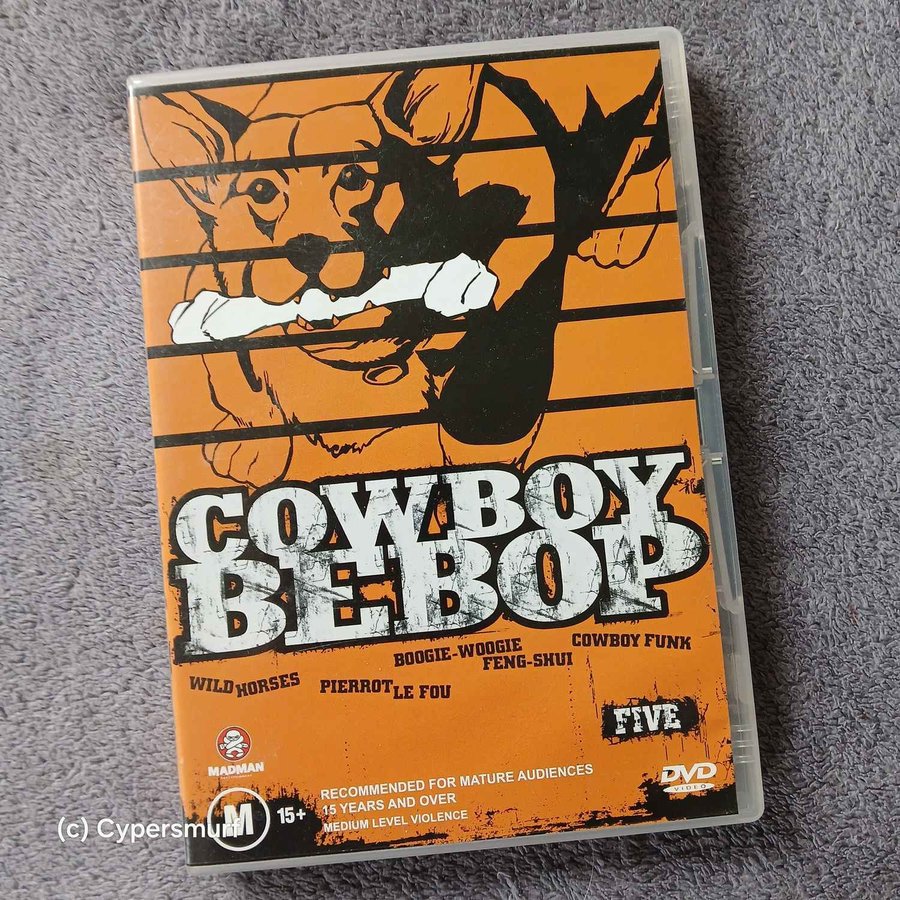 COWBOY
BEBOP
WILD HORSES
PIERROT LE FOU
BOOGIE-WOOGIE
FENG-SHUI
COWBOY FUNK
FIVE
MADMAN
DVD
VIDEO
M 15+
RECOMMENDED FOR MATURE AUDIENCES
15 YEARS AND OVER
MEDIUM LEVEL VIOLENCE
(c) Cypersmurf